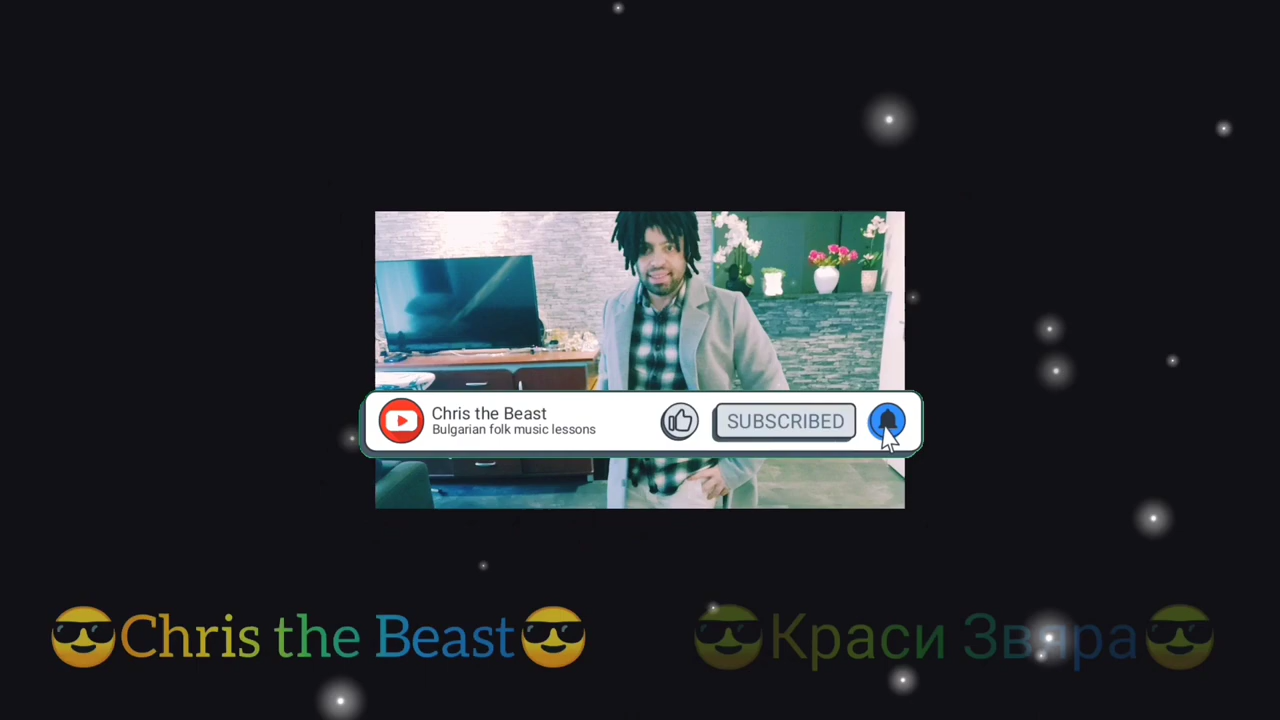 Chris the Beast
Bulgarian folk music lessons
SUBSCRIBED
😎Chris the Beast😎
😎Краси Звяра😎